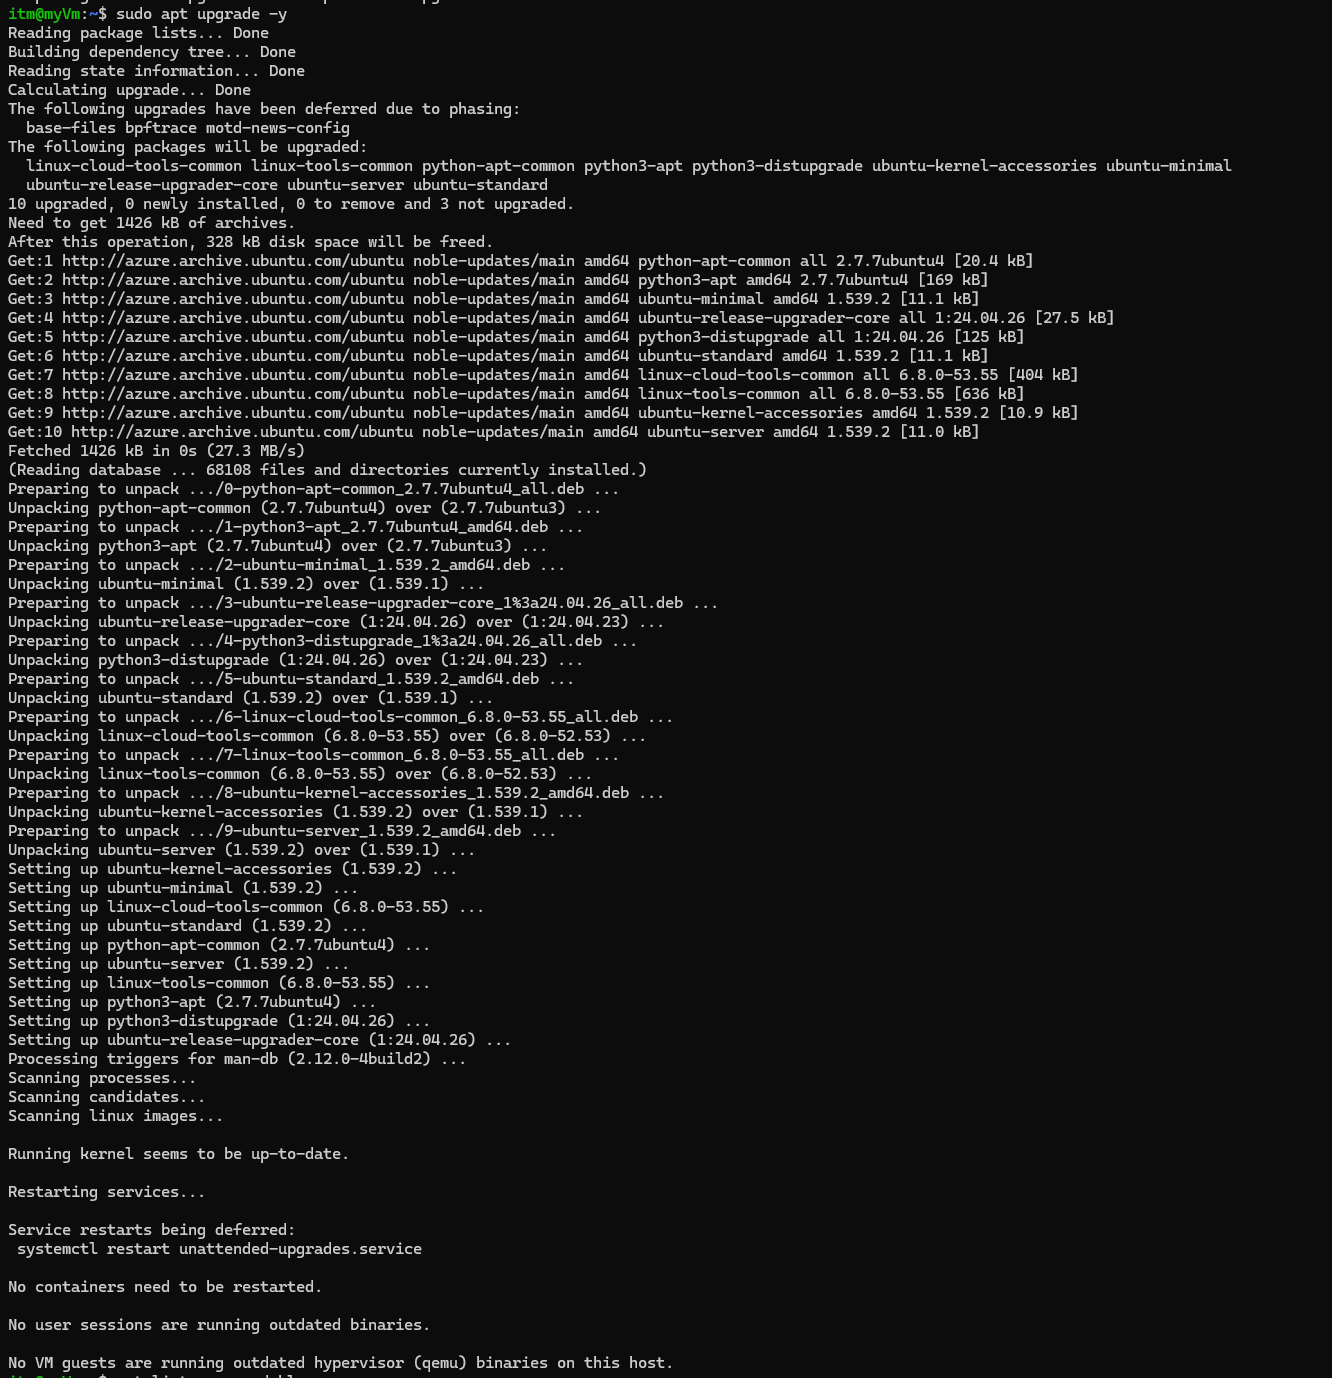 itm@myVm:~$ sudo apt upgrade -y
Reading package lists... Done
Building dependency tree... Done
Reading state information... Done
Calculating upgrade... Done
The following upgrades have been deferred due to phasing:
  base-files bpftrace motd-news-config
The following packages will be upgraded:
  linux-cloud-tools-common linux-tools-common python-apt-common python3-apt python3-distupgrade ubuntu-kernel-accessories ubuntu-minimal
  ubuntu-release-upgrader-core ubuntu-server ubuntu-standard
10 upgraded, 0 newly installed, 0 to remove and 3 not upgraded.
Need to get 1426 kB of archives.
After this operation, 328 kB disk space will be freed.
Get:1 http://azure.archive.ubuntu.com/ubuntu noble-updates/main amd64 python-apt-common all 2.7.7ubuntu4 [20.4 kB]
Get:2 http://azure.archive.ubuntu.com/ubuntu noble-updates/main amd64 python3-apt amd64 2.7.7ubuntu4 [169 kB]
Get:3 http://azure.archive.ubuntu.com/ubuntu noble-updates/main amd64 ubuntu-minimal amd64 1.539.2 [11.1 kB]
Get:4 http://azure.archive.ubuntu.com/ubuntu noble-updates/main amd64 ubuntu-release-upgrader-core all 1:24.04.26 [27.5 kB]
Get:5 http://azure.archive.ubuntu.com/ubuntu noble-updates/main amd64 python3-distupgrade all 1:24.04.26 [125 kB]
Get:6 http://azure.archive.ubuntu.com/ubuntu noble-updates/main amd64 ubuntu-standard amd64 1.539.2 [11.1 kB]
Get:7 http://azure.archive.ubuntu.com/ubuntu noble-updates/main amd64 linux-cloud-tools-common all 6.8.0-53.55 [404 kB]
Get:8 http://azure.archive.ubuntu.com/ubuntu noble-updates/main amd64 linux-tools-common all 6.8.0-53.55 [636 kB]
Get:9 http://azure.archive.ubuntu.com/ubuntu noble-updates/main amd64 ubuntu-kernel-accessories amd64 1.539.2 [10.9 kB]
Get:10 http://azure.archive.ubuntu.com/ubuntu noble-updates/main amd64 ubuntu-server amd64 1.539.2 [11.0 kB]
Fetched 1426 kB in 0s (27.3 MB/s)
(Reading database ... 68108 files and directories currently installed.)
Preparing to unpack .../0-python-apt-common_2.7.7ubuntu4_all.deb ...
Unpacking python-apt-common (2.7.7ubuntu4) over (2.7.7ubuntu3) ...
Preparing to unpack .../1-python3-apt_2.7.7ubuntu4_amd64.deb ...
Unpacking python3-apt (2.7.7ubuntu4) over (2.7.7ubuntu3) ...
Preparing to unpack .../2-ubuntu-minimal_1.539.2_amd64.deb ...
Unpacking ubuntu-minimal (1.539.2) over (1.539.1) ...
Preparing to unpack .../3-ubuntu-release-upgrader-core_1%3a24.04.26_all.deb ...
Unpacking ubuntu-release-upgrader-core (1:24.04.26) over (1:24.04.23) ...
Preparing to unpack .../4-python3-distupgrade_1%3a24.04.26_all.deb ...
Unpacking python3-distupgrade (1:24.04.26) over (1:24.04.23) ...
Preparing to unpack .../5-ubuntu-standard_1.539.2_amd64.deb ...
Unpacking ubuntu-standard (1.539.2) over (1.539.1) ...
Preparing to unpack .../6-linux-cloud-tools-common_6.8.0-53.55_all.deb ...
Unpacking linux-cloud-tools-common (6.8.0-53.55) over (6.8.0-52.53) ...
Preparing to unpack .../7-linux-tools-common_6.8.0-53.55_all.deb ...
Unpacking linux-tools-common (6.8.0-53.55) over (6.8.0-52.53) ...
Preparing to unpack .../8-ubuntu-kernel-accessories_1.539.2_amd64.deb ...
Unpacking ubuntu-kernel-accessories (1.539.2) over (1.539.1) ...
Preparing to unpack .../9-ubuntu-server_1.539.2_amd64.deb ...
Unpacking ubuntu-server (1.539.2) over (1.539.1) ...
Setting up ubuntu-kernel-accessories (1.539.2) ...
Setting up ubuntu-minimal (1.539.2) ...
Setting up linux-cloud-tools-common (6.8.0-53.55) ...
Setting up ubuntu-standard (1.539.2) ...
Setting up python-apt-common (2.7.7ubuntu4) ...
Setting up ubuntu-server (1.539.2) ...
Setting up linux-tools-common (6.8.0-53.55) ...
Setting up python3-apt (2.7.7ubuntu4) ...
Setting up python3-distupgrade (1:24.04.26) ...
Setting up ubuntu-release-upgrader-core (1:24.04.26) ...
Processing triggers for man-db (2.12.0-4build2) ...
Scanning processes...
Scanning candidates...
Scanning linux images...

Running kernel seems to be up-to-date.

Restarting services...

Service restarts being deferred:
 systemctl restart unattended-upgrades.service

No containers need to be restarted.

No user sessions are running outdated binaries.

No VM guests are running outdated hypervisor (qemu) binaries on this host.